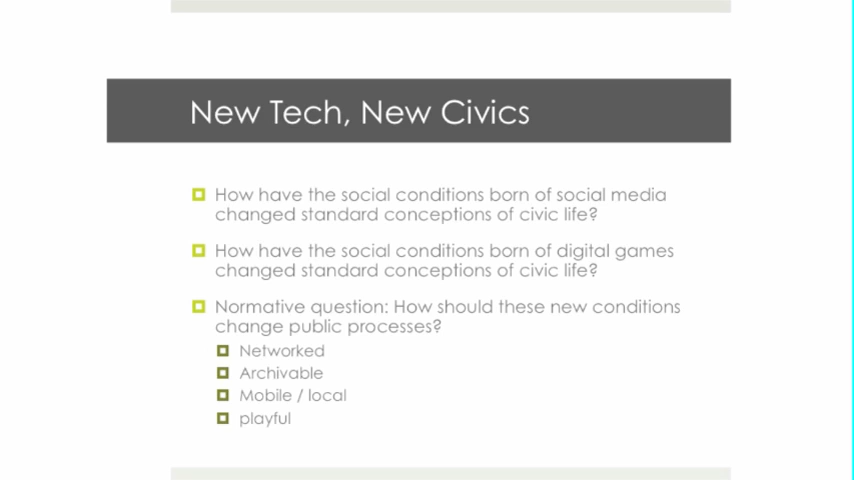 New Tech, New Civics
How have the social conditions born of social media
changed standard conceptions of civic life?
How have the social conditions born of digital games
changed standard conceptions of civic life?
Normative question: How should these new conditions
change public processes?
Networked
Archivable
Mobile / local
playful